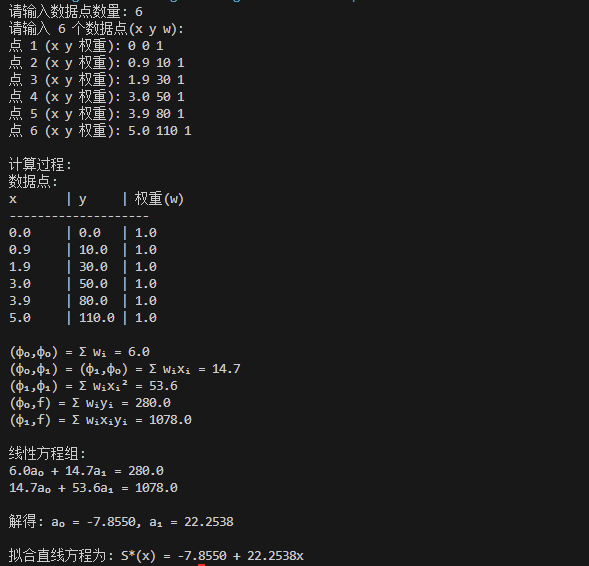 请输入数据点数量: 6
请输入 6 个数据点(x y w):
点 1 (x y 权重): 0 0 1
点 2 (x y 权重): 0.9 10 1
点 3 (x y 权重): 1.9 30 1
点 4 (x y 权重): 3.0 50 1
点 5 (x y 权重): 3.9 80 1
点 6 (x y 权重): 5.0 110 1
计算过程:
数据点:
x | y | 权重(w)
--------------------
0.0 | 0.0 | 1.0
0.9 | 10.0 | 1.0
1.9 | 30.0 | 1.0
3.0 | 50.0 | 1.0
3.9 | 80.0 | 1.0
5.0 | 110.0 | 1.0
(φ₀,φ₀) = Σ wᵢ = 6.0
(φ₀,φ₁) = (φ₁,φ₀) = Σ wᵢxᵢ = 14.7
(φ₁,φ₁) = Σ wᵢxᵢ² = 53.6
(φ₀,f) = Σ wᵢyᵢ = 280.0
(φ₁,f) = Σ wᵢxᵢyᵢ = 1078.0
线性方程组:
6.0a₀ + 14.7a₁ = 280.0
14.7a₀ + 53.6a₁ = 1078.0
解得: a₀ = -7.8550, a₁ = 22.2538
拟合直线方程为: S*(x) = -7.8550 + 22.2538x